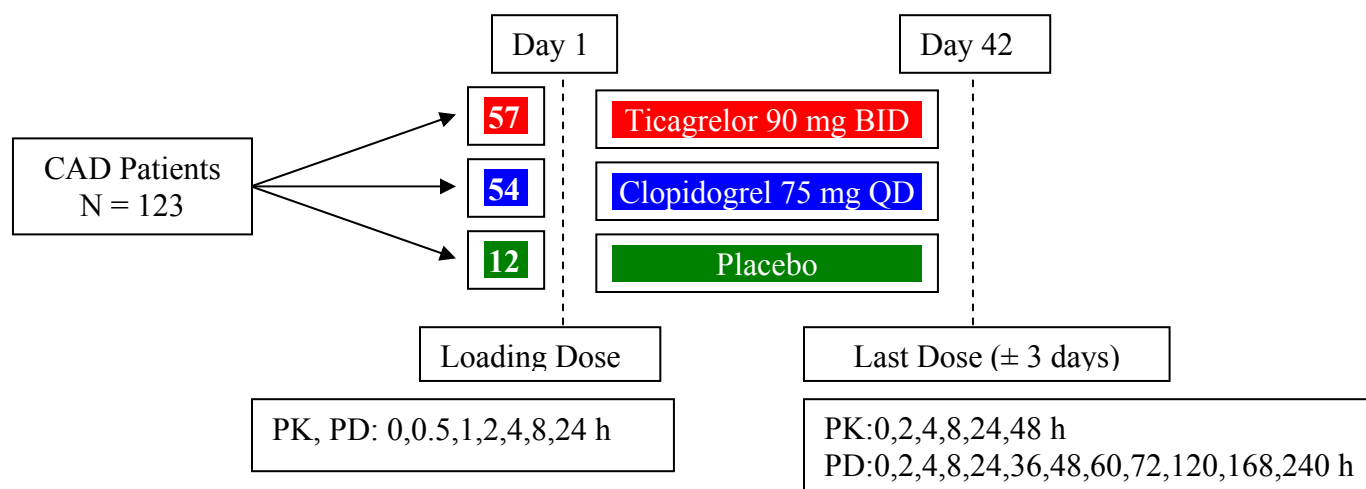 Day 1
Day 42
57
Ticagrelor 90 mg BID
CAD Patients
N = 123
54
Clopidogrel 75 mg QD
12
Placebo
Loading Dose
Last Dose (± 3 days)
PK, PD: 0,0.5,1,2,4,8,24 h
PK:0,2,4,8,24,48 h
PD:0,2,4,8,24,36,48,60,72,120,168,240 h